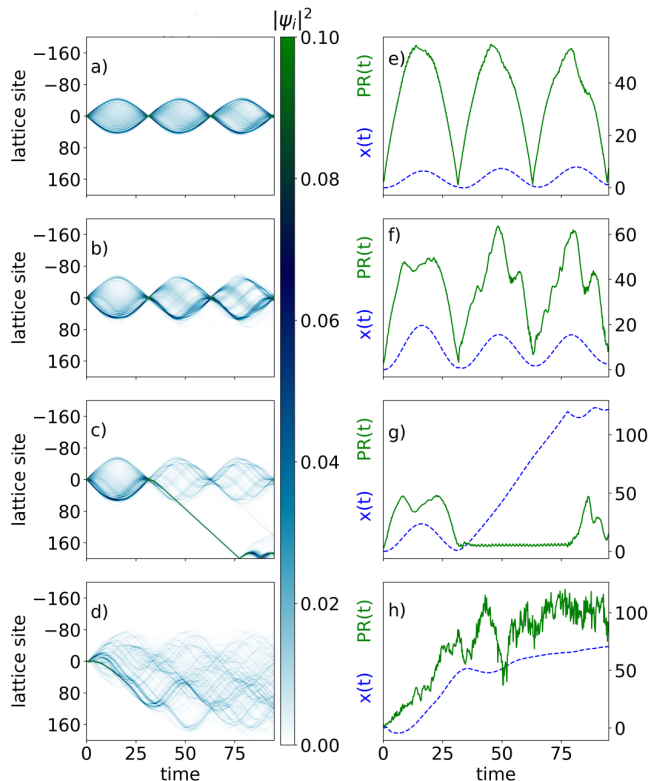 |ψᵢ|²
−160
−80
0
80
160
lattice site
a)
0.10
0.08
0.06
0.04
0.02
0.00
e)
PR(t)
x(t)
40
20
0
−160
−80
0
80
160
lattice site
b)
f)
PR(t)
x(t)
60
40
20
0
−160
−80
0
80
160
lattice site
c)
g)
PR(t)
x(t)
100
50
0
−160
−80
0
80
160
lattice site
d)
h)
PR(t)
x(t)
100
50
0
0 25 50 75
time
0 25 50 75
time